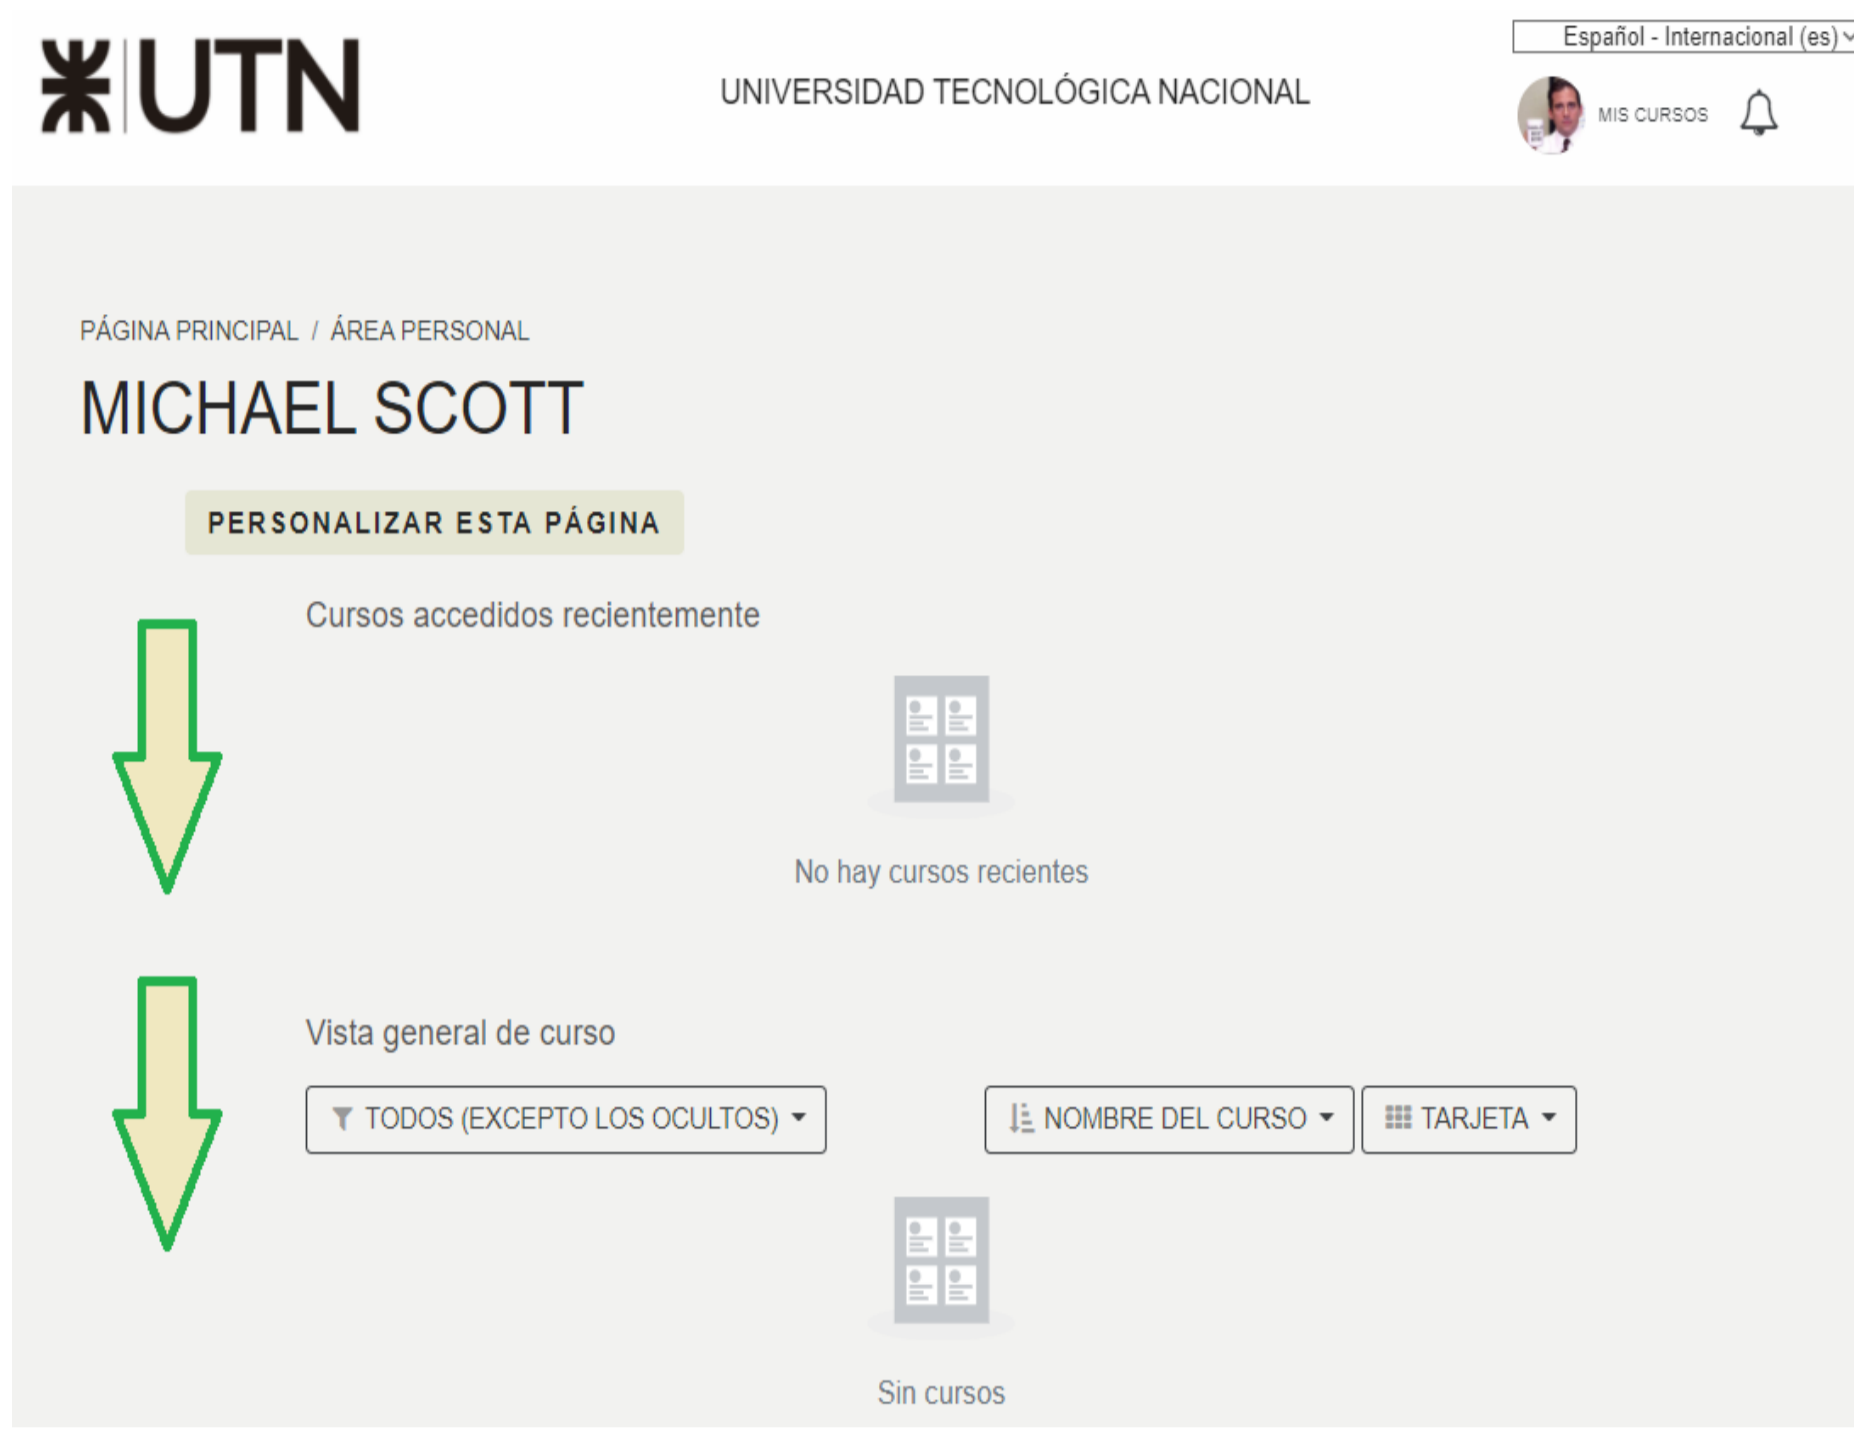 UTN
Español - Internacional (es)
UNIVERSIDAD TECNOLÓGICA NACIONAL
MIS CURSOS
PÁGINA PRINCIPAL / ÁREA PERSONAL
MICHAEL SCOTT
PERSONALIZAR ESTA PÁGINA
Cursos accedidos recientemente
No hay cursos recientes
Vista general de curso
TODOS (EXCEPTO LOS OCULTOS) NOMBRE DEL CURSO TARJETA
Sin cursos